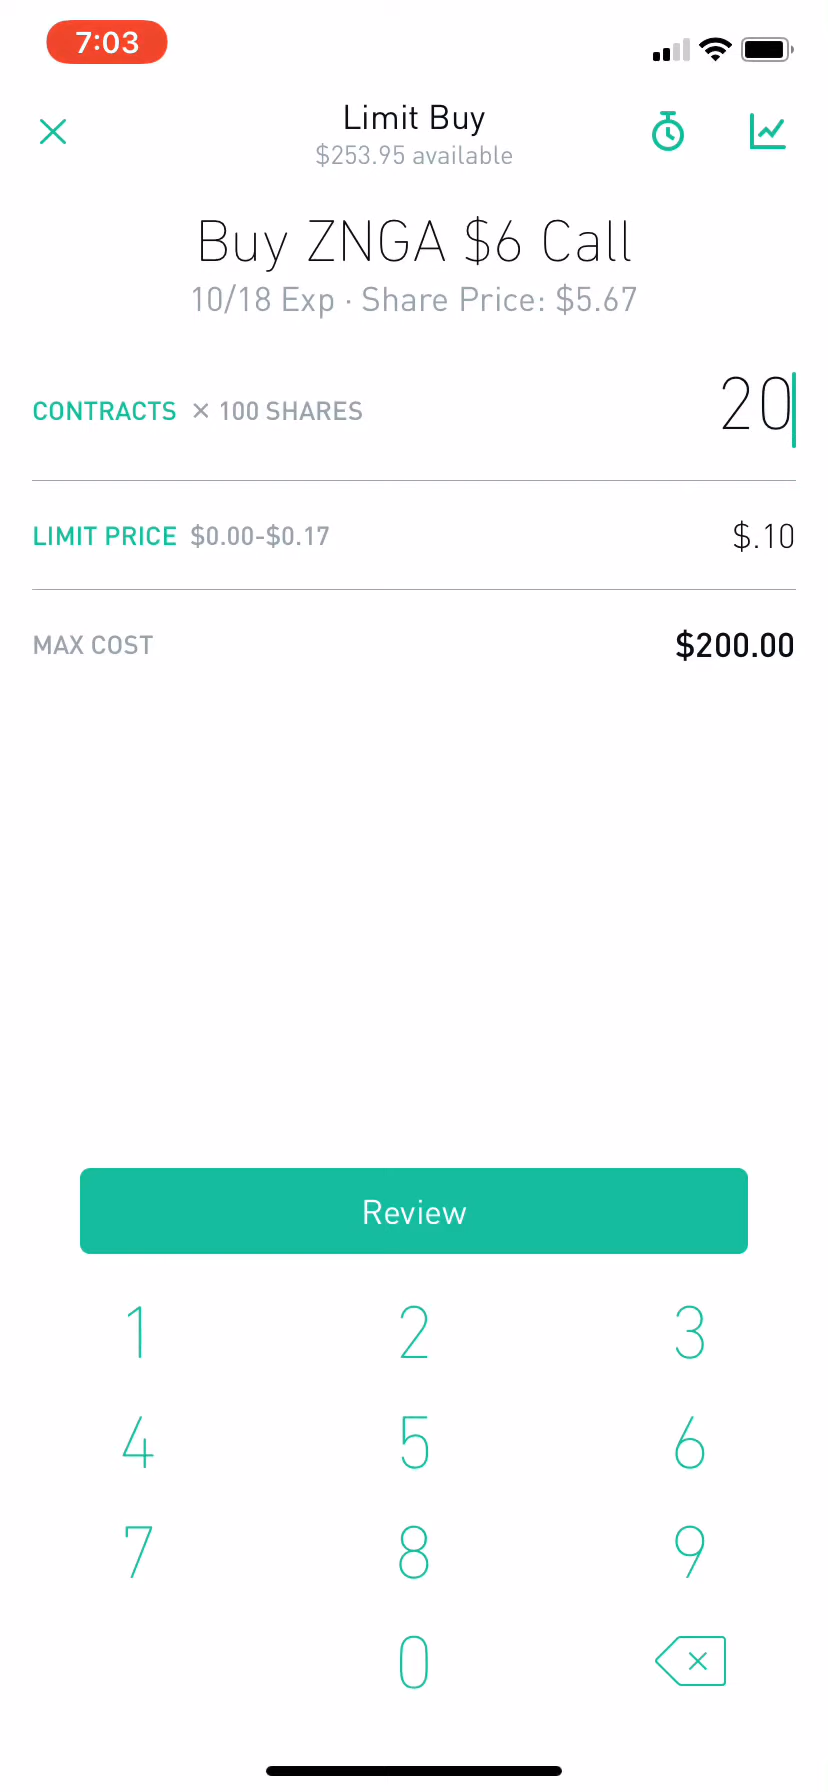 7:03
Limit Buy
$253.95 available
Buy ZNGA $6 Call
10/18 Exp · Share Price: $5.67
CONTRACTS × 100 SHARES 20
LIMIT PRICE $0.00-$0.17 $.10
MAX COST $200.00
Review
1 2 3
4 5 6
7 8 9
0